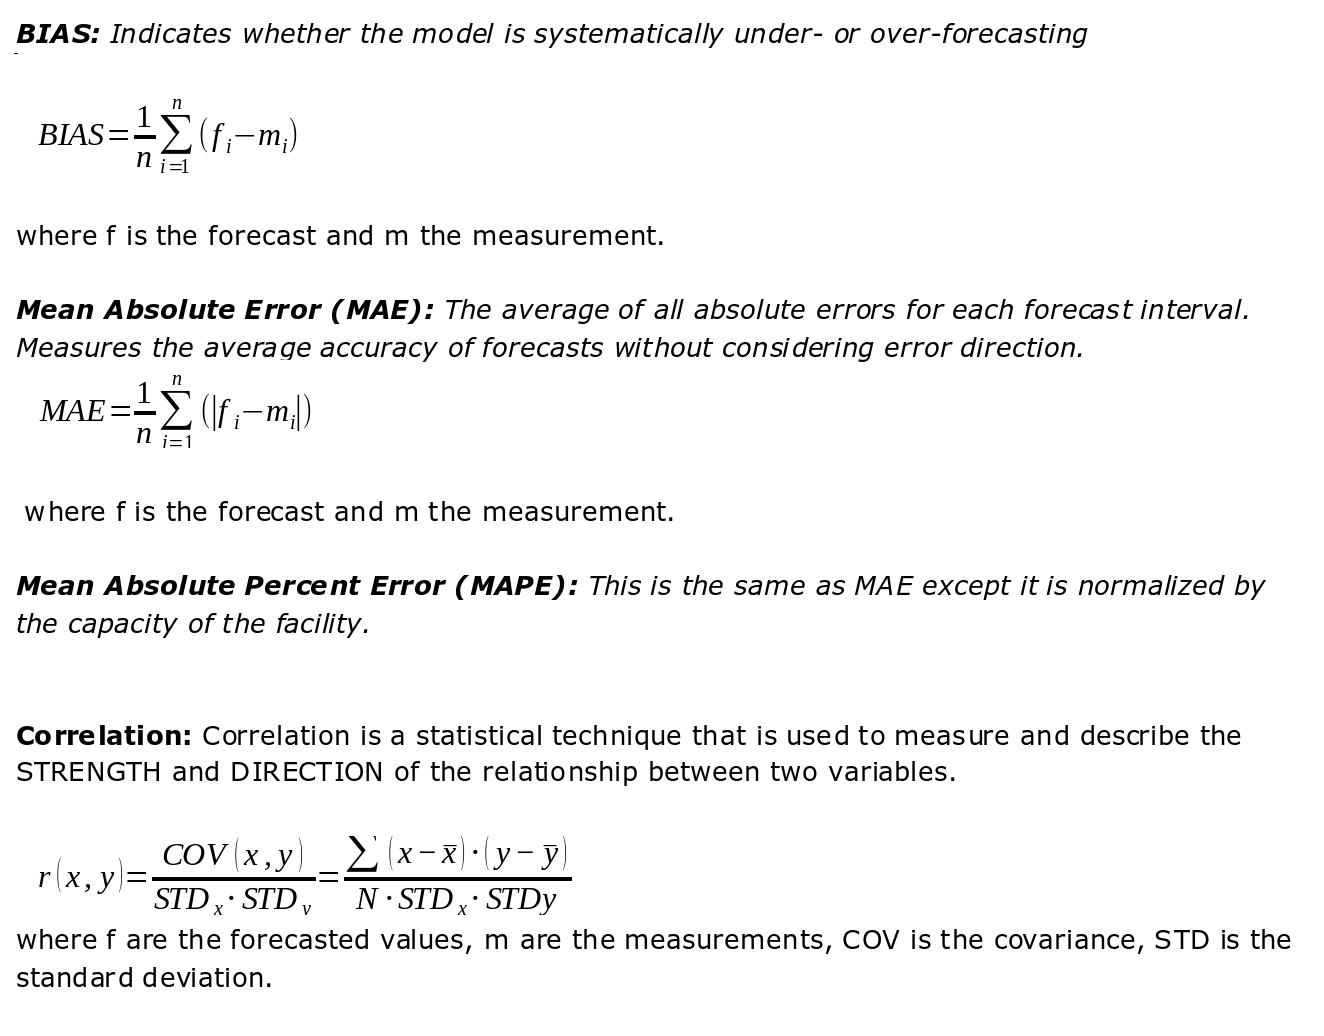 BIAS: Indicates whether the model is systematically under- or over-forecasting
BIAS = \frac{1}{n} \sum_{i=1}^{n} (f_i - m_i)
where f is the forecast and m the measurement.
Mean Absolute Error (MAE): The average of all absolute errors for each forecast interval.
Measures the average accuracy of forecasts without considering error direction.
MAE = \frac{1}{n} \sum_{i=1}^{n} (|f_i - m_i|)
where f is the forecast and m the measurement.
Mean Absolute Percent Error (MAPE): This is the same as MAE except it is normalized by
the capacity of the facility.
Correlation: Correlation is a statistical technique that is used to measure and describe the
STRENGTH and DIRECTION of the relationship between two variables.
r(x, y) = \frac{COV(x, y)}{STD_x \cdot STD_y} = \frac{\sum (x - \bar{x}) \cdot (y - \bar{y})}{N \cdot STD_x \cdot STDy}
where f are the forecasted values, m are the measurements, COV is the covariance, STD is the
standard deviation.